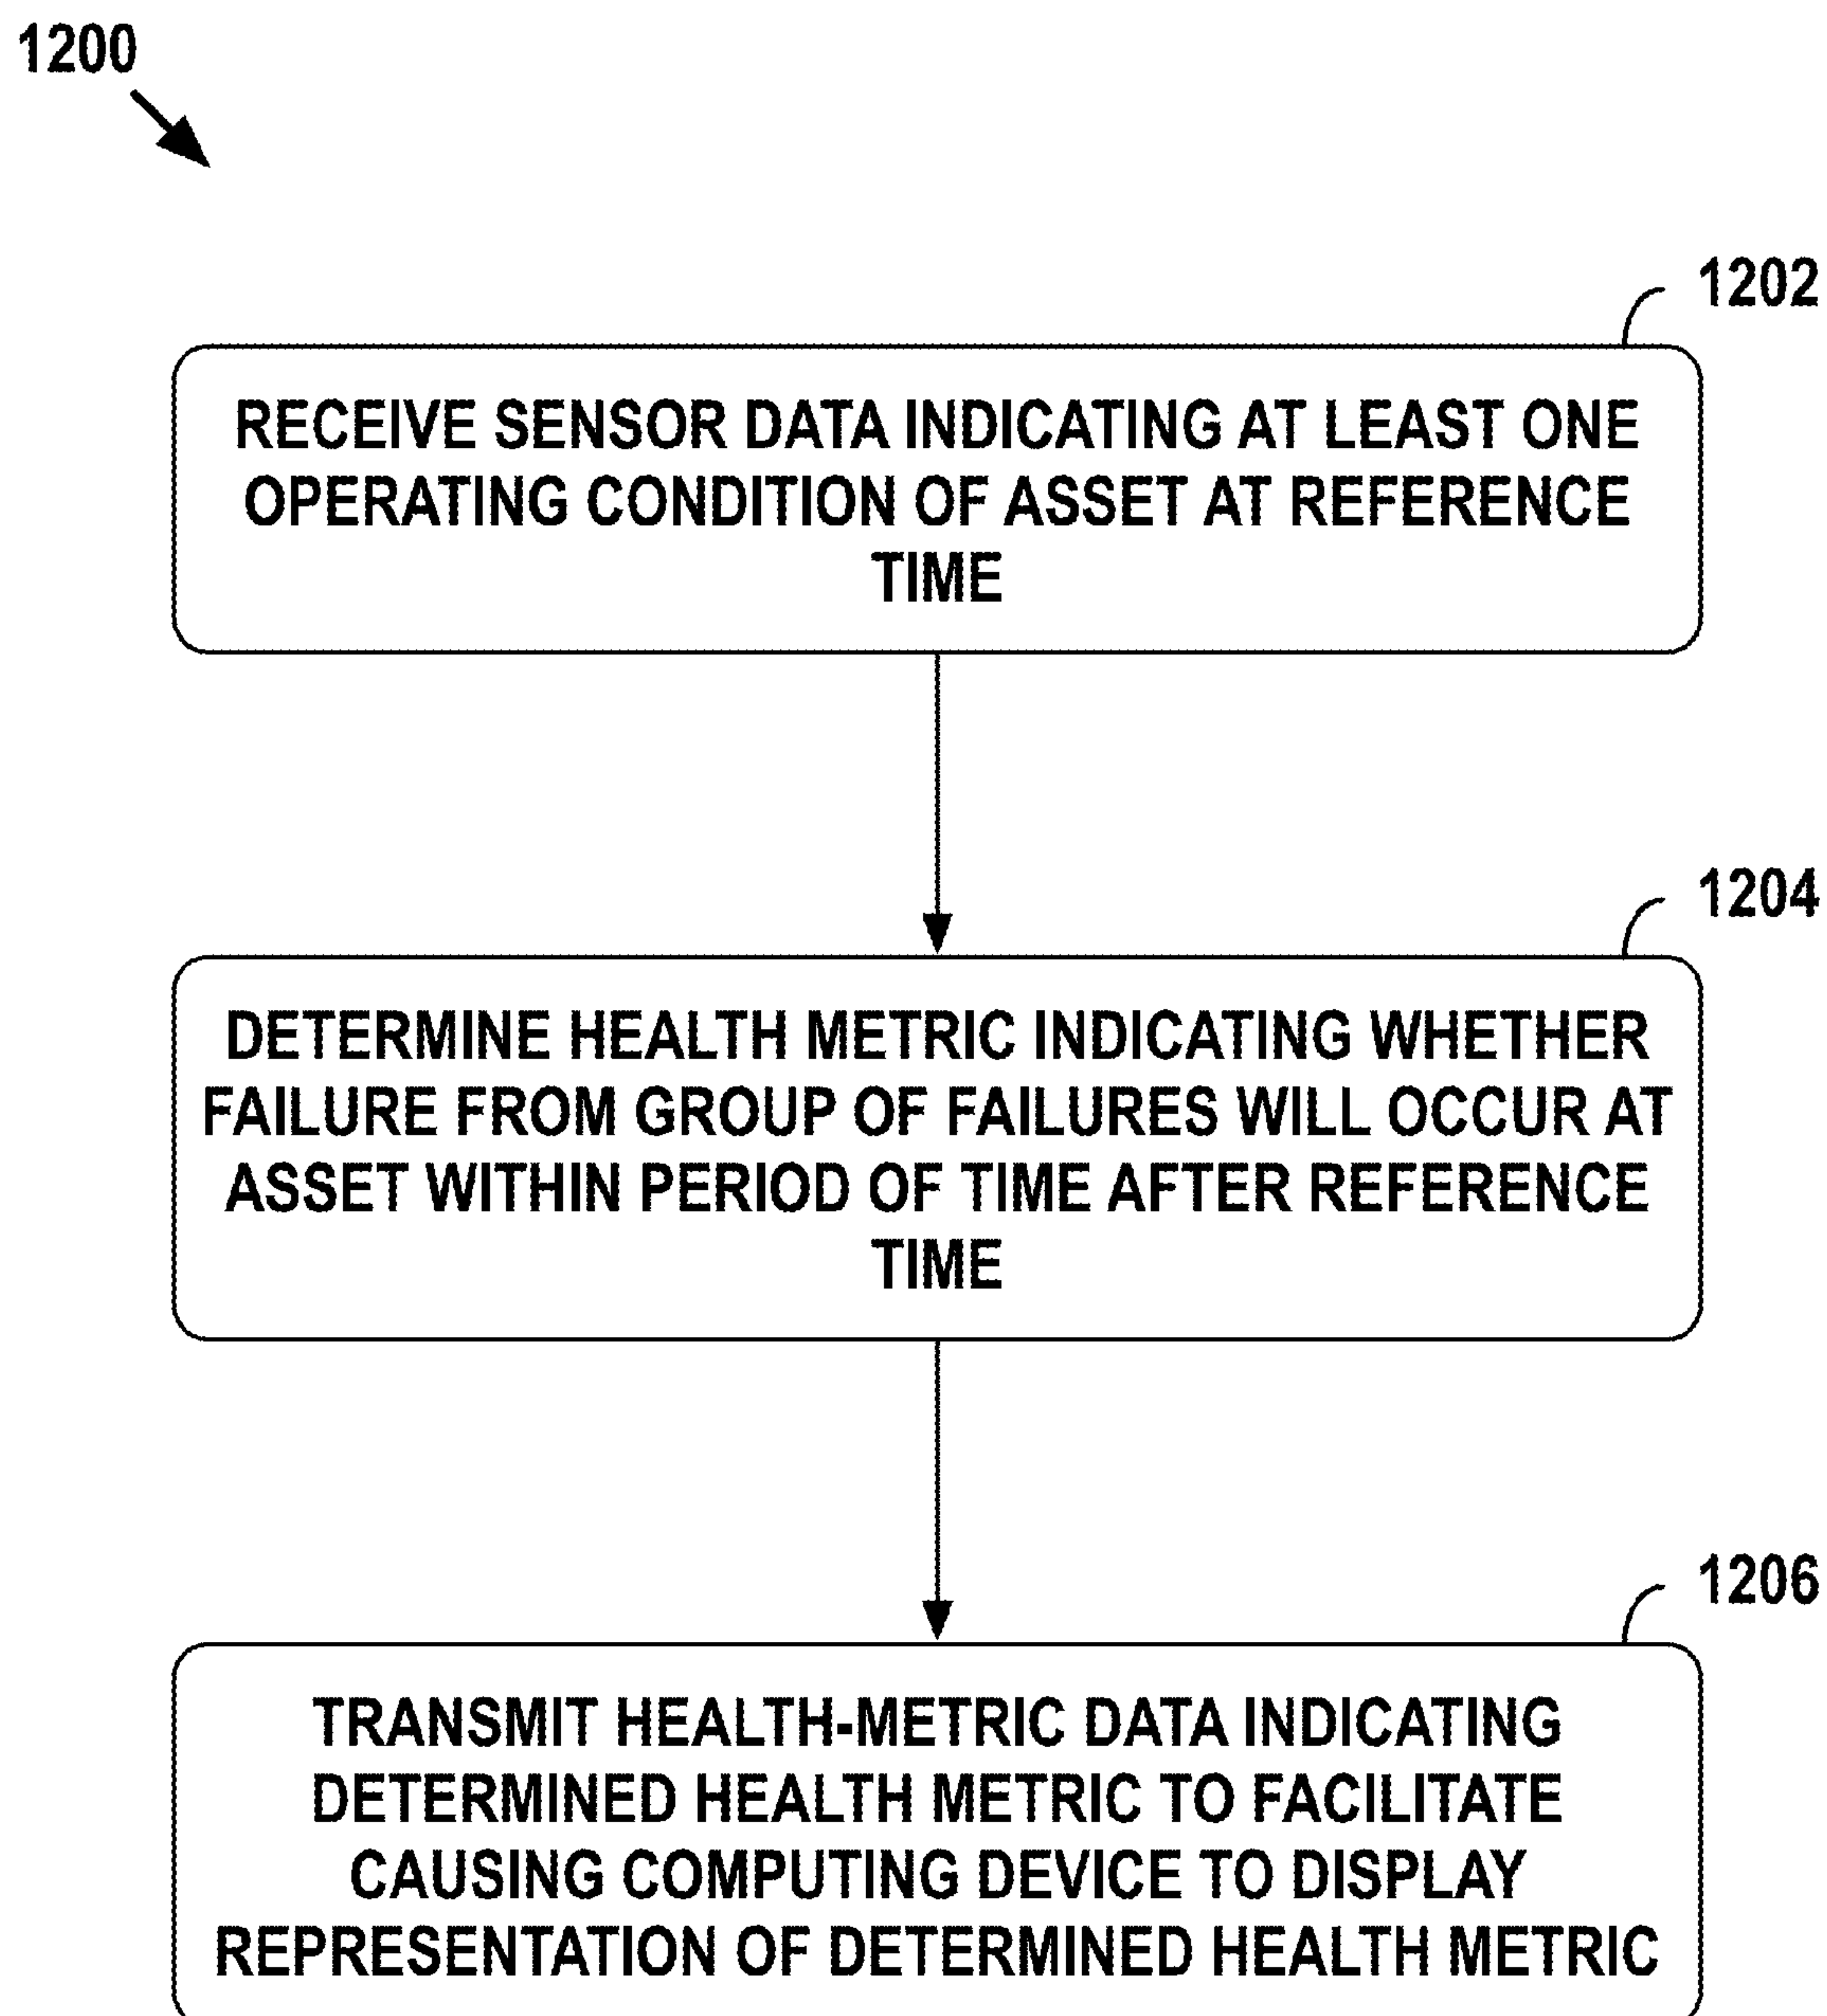 1200
1202
RECEIVE SENSOR DATA INDICATING AT LEAST ONE
OPERATING CONDITION OF ASSET AT REFERENCE
TIME
1204
DETERMINE HEALTH METRIC INDICATING WHETHER
FAILURE FROM GROUP OF FAILURES WILL OCCUR AT
ASSET WITHIN PERIOD OF TIME AFTER REFERENCE
TIME
1206
TRANSMIT HEALTH-METRIC DATA INDICATING
DETERMINED HEALTH METRIC TO FACILITATE
CAUSING COMPUTING DEVICE TO DISPLAY
REPRESENTATION OF DETERMINED HEALTH METRIC